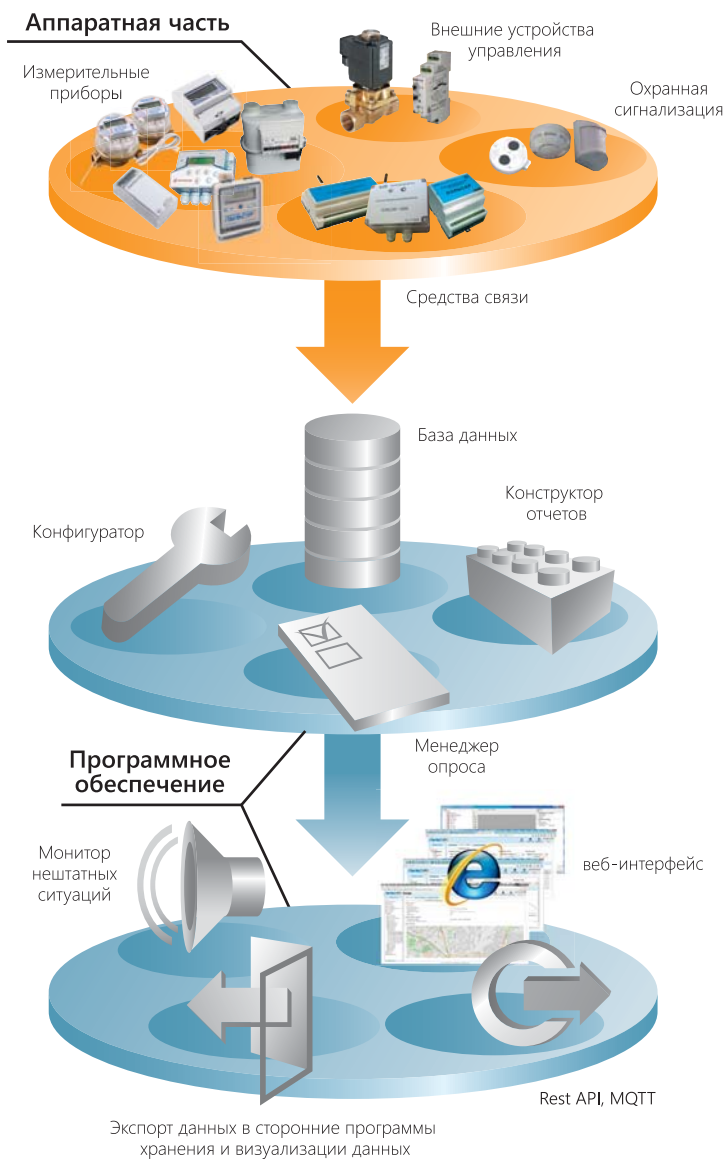 Аппаратная часть
Внешние устройства
управления
Измерительные
приборы
Охранная
сигнализация
Средства связи
База данных
Конструктор
отчетов
Конфигуратор
Менеджер
опроса
Программное
обеспечение
Монитор
нештатных
ситуаций
веб-интерфейс
Rest API, MQTT
Экспорт данных в сторонние программы
хранения и визуализации данных